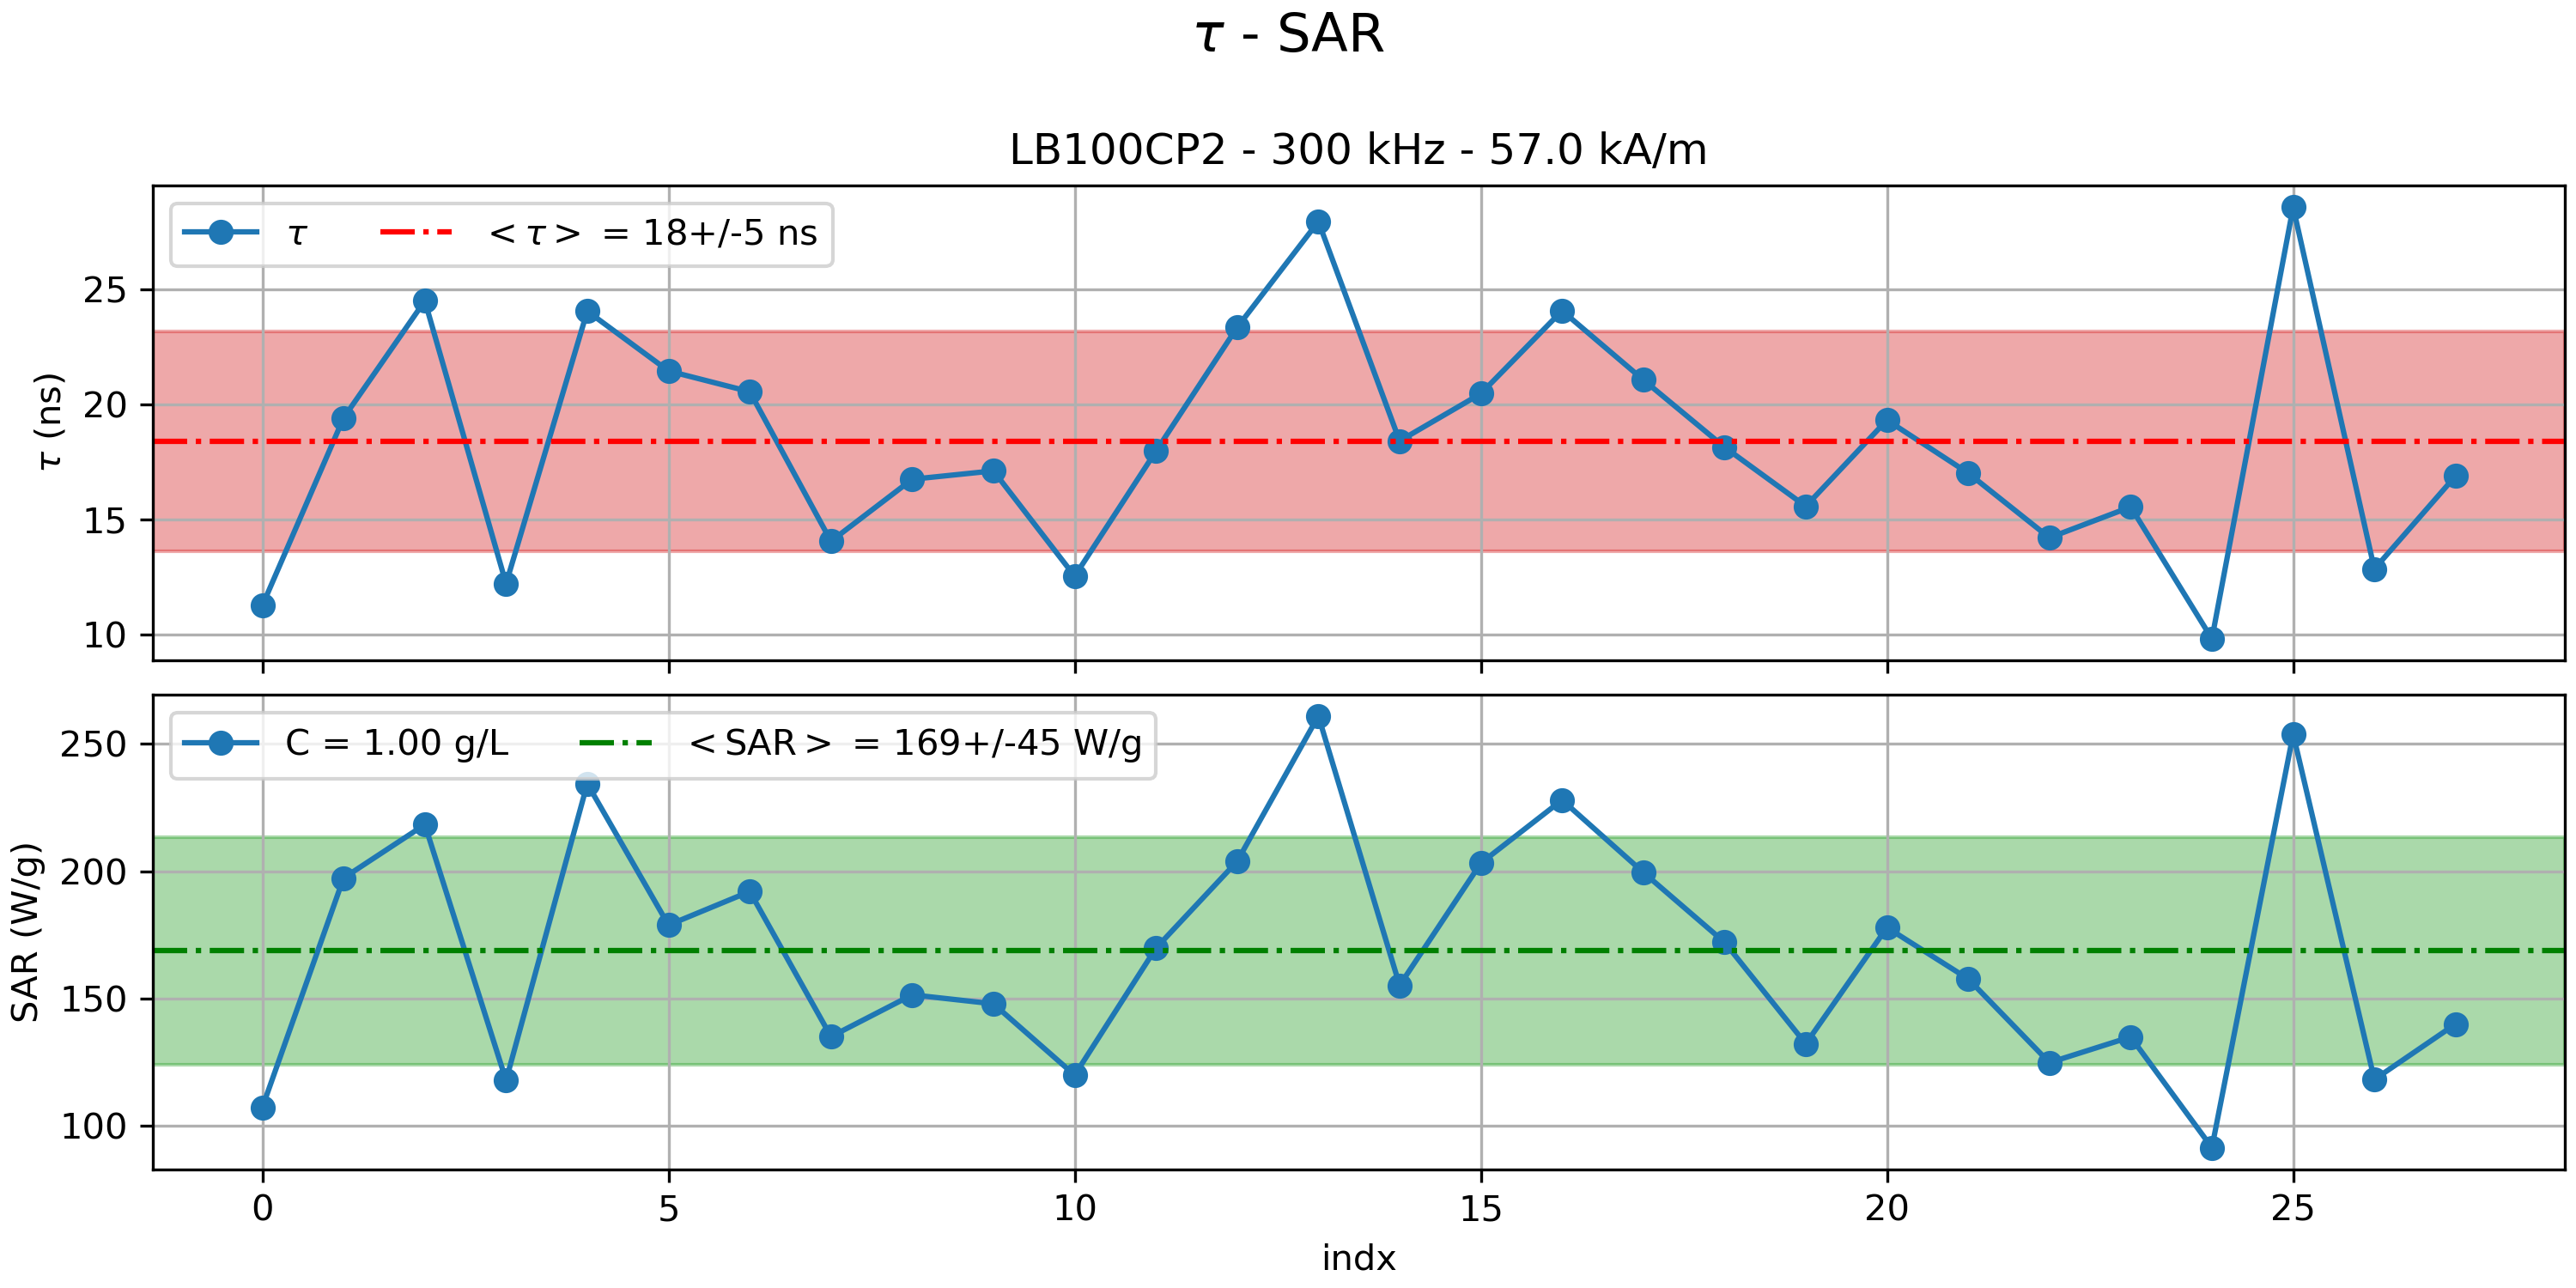 τ - SAR
LB100CP2 - 300 kHz - 57.0 kA/m
τ
<τ> = 18+/-5 ns
25
20
15
10
τ (ns)
C = 1.00 g/L
<SAR> = 169+/-45 W/g
250
200
150
100
SAR (W/g)
0 5 10 15 20 25
indx